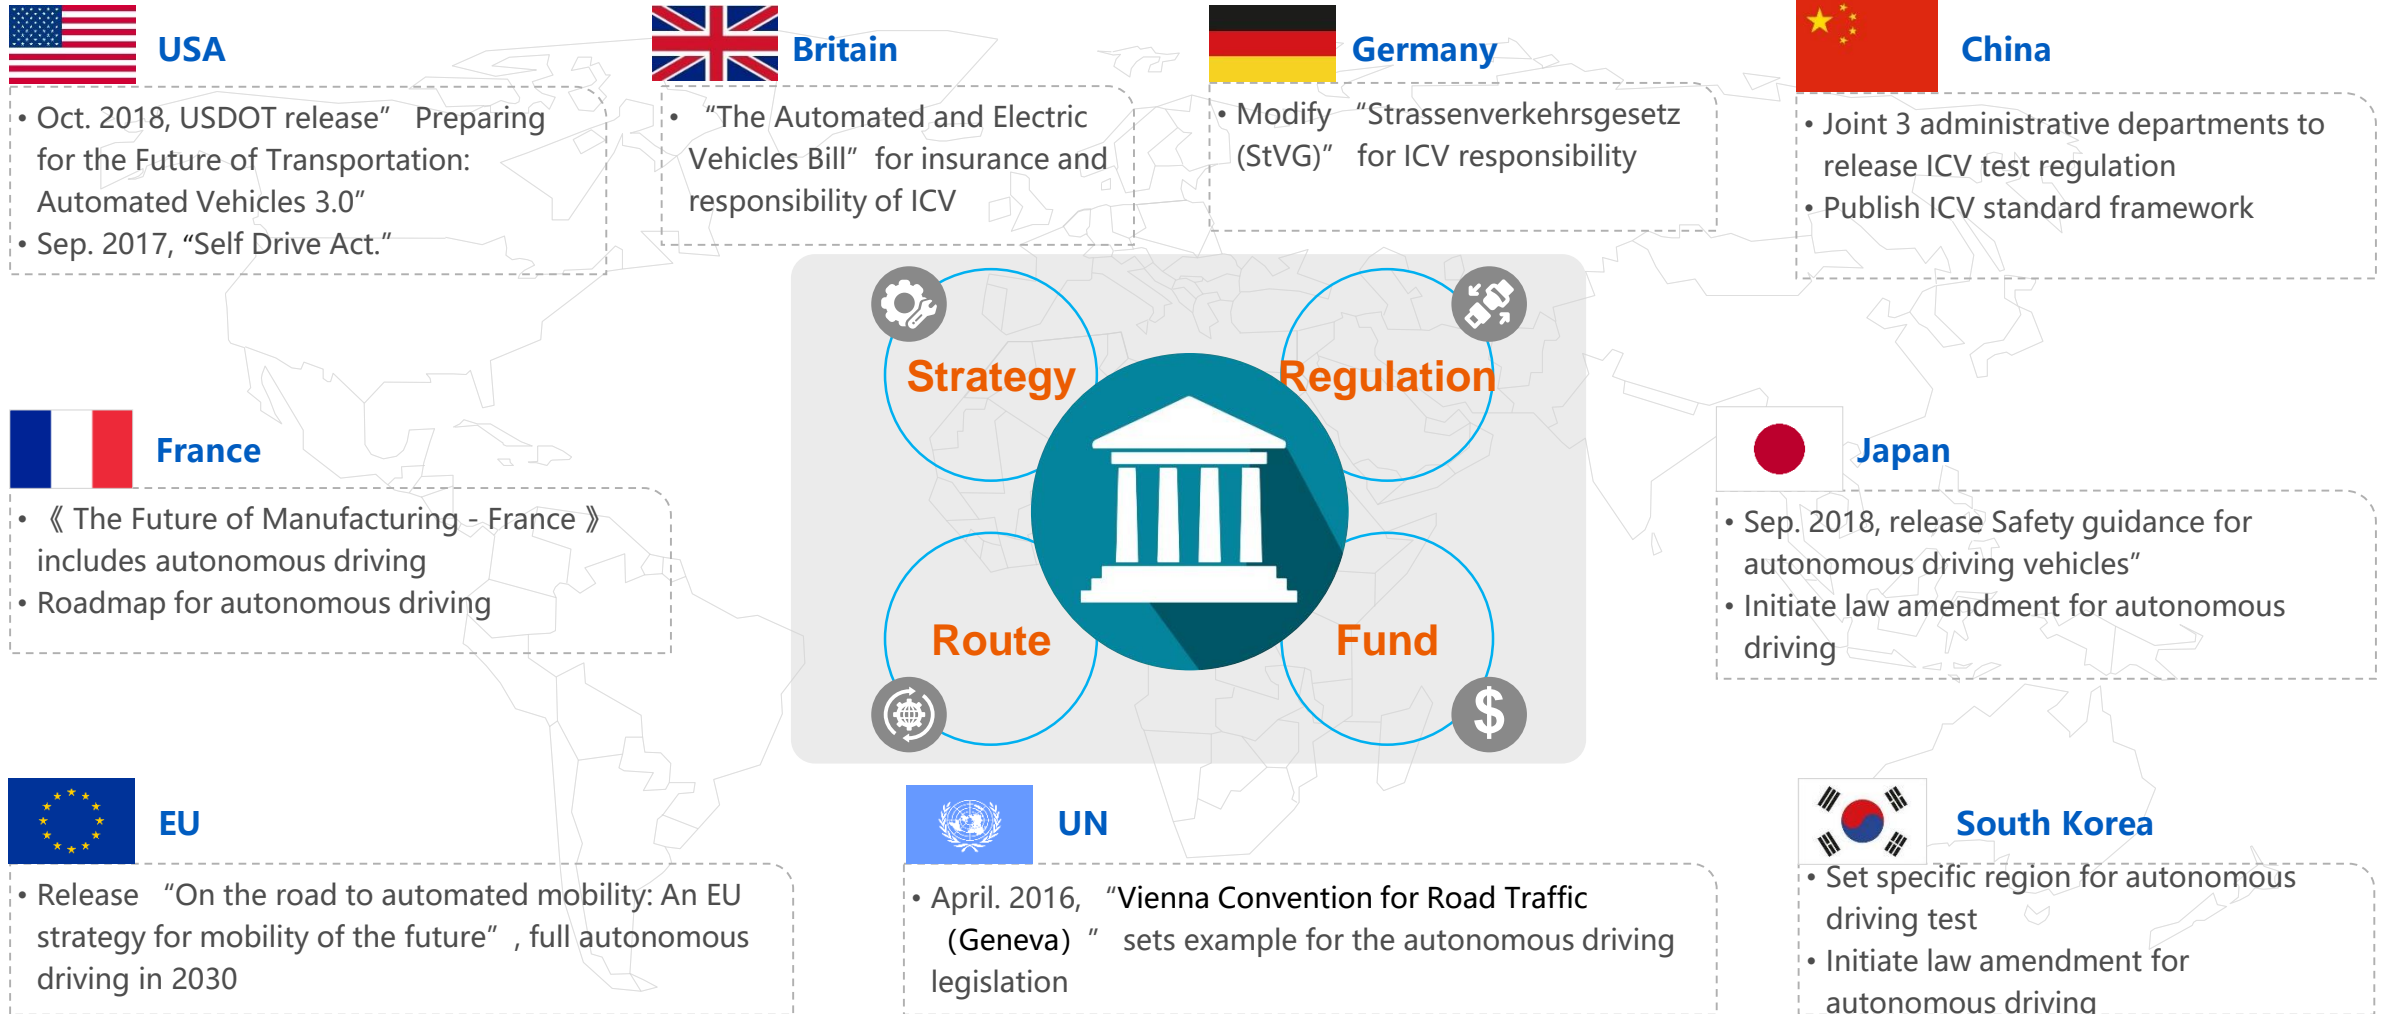 USA
• Oct. 2018, USDOT release” Preparing
for the Future of Transportation:
Automated Vehicles 3.0”
• Sep. 2017, “Self Drive Act.”
Britain
• “The Automated and Electric
Vehicles Bill” for insurance and
responsibility of ICV
Germany
• Modify “Strassenverkehrsgesetz
(StVG)” for ICV responsibility
China
• Joint 3 administrative departments to
release ICV test regulation
• Publish ICV standard framework
Strategy
Regulation
Route
Fund
$
France
• 《 The Future of Manufacturing - France 》
includes autonomous driving
• Roadmap for autonomous driving
Japan
• Sep. 2018, release Safety guidance for
autonomous driving vehicles”
• Initiate law amendment for autonomous
driving
EU
• Release “On the road to automated mobility: An EU
strategy for mobility of the future” , full autonomous
driving in 2030
UN
• April. 2016, “Vienna Convention for Road Traffic
（Geneva）” sets example for the autonomous driving
legislation
South Korea
• Set specific region for autonomous
driving test
• Initiate law amendment for
autonomous driving